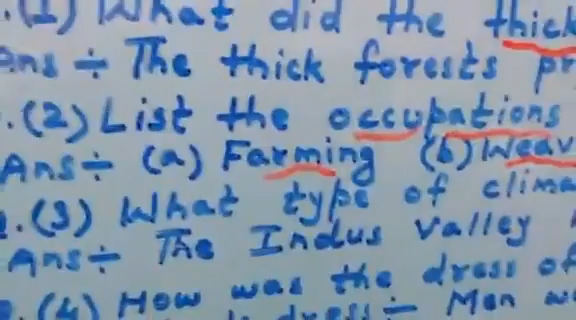 .(1) What did the thick
Ans ÷ The thick forests pr
.(2) List the occupations
Ans÷ (a) Farming (b) Weav
.(3) What type of clima
Ans÷ The Indus valley
.(4) How was the dress of
dress÷ Men w